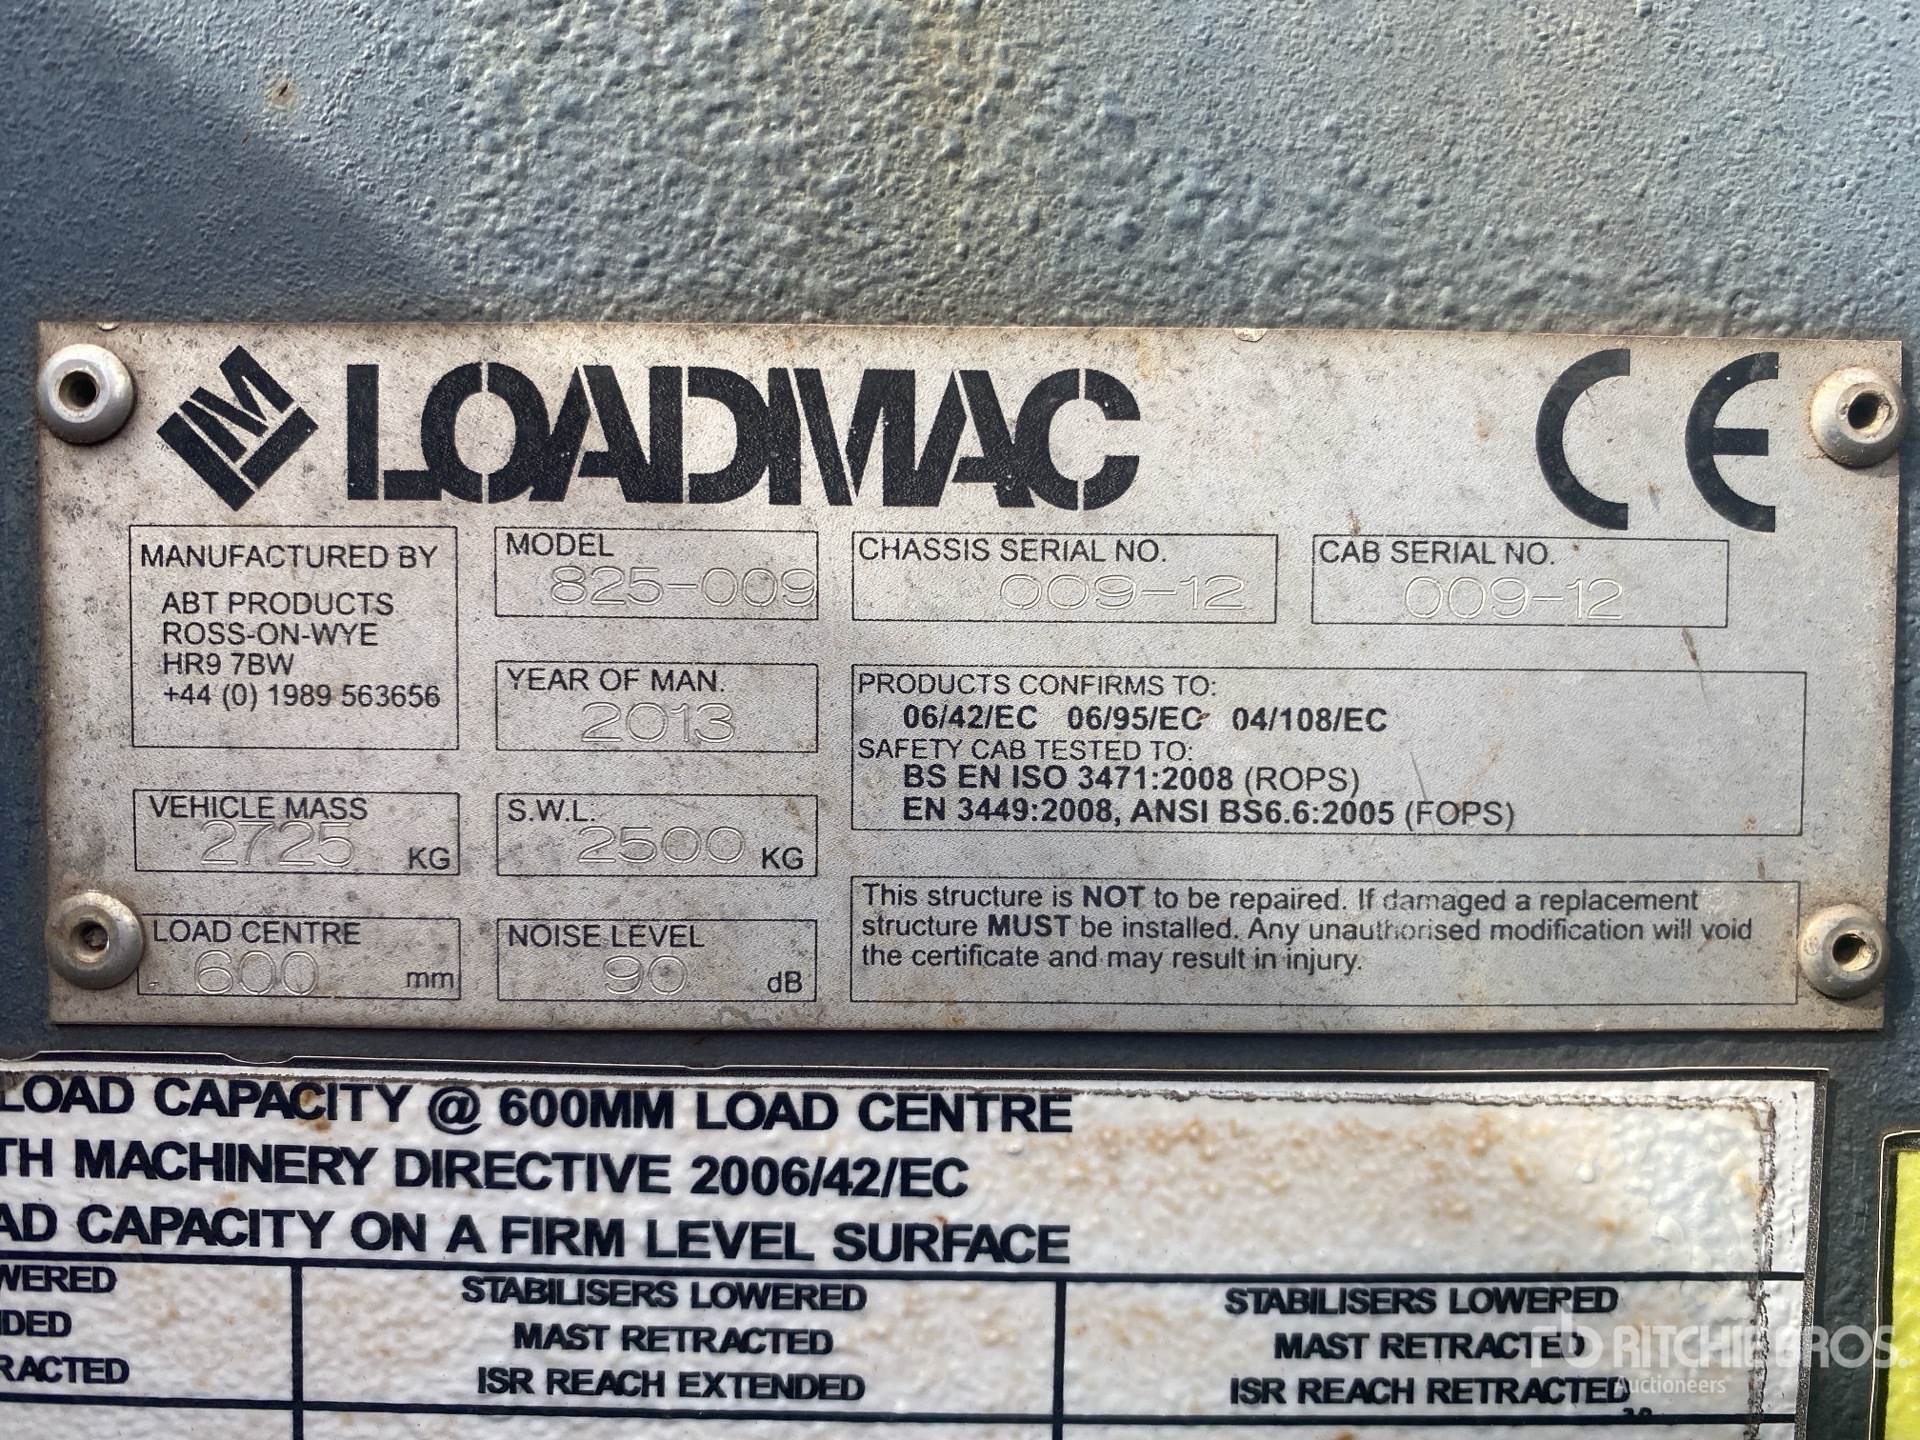 LM LOADMAC CE
MANUFACTURED BY
ABT PRODUCTS
ROSS-ON-WYE
HR9 7BW
+44 (0) 1989 563656
MODEL
825-009
CHASSIS SERIAL NO.
009-12
CAB SERIAL NO.
009-12
YEAR OF MAN.
2013
PRODUCTS CONFIRMS TO:
06/42/EC 06/95/EC 04/108/EC
SAFETY CAB TESTED TO:
BS EN ISO 3471:2008 (ROPS)
EN 3449:2008, ANSI BS6.6:2005 (FOPS)
VEHICLE MASS
2725 KG
S.W.L.
2500 KG
LOAD CENTRE
600 mm
NOISE LEVEL
90 dB
This structure is NOT to be repaired. If damaged a replacement
structure MUST be installed. Any unauthorised modification will void
the certificate and may result in injury.
LOAD CAPACITY @ 600MM LOAD CENTRE
TH MACHINERY DIRECTIVE 2006/42/EC
AD CAPACITY ON A FIRM LEVEL SURFACE
WERED
DED
RACTED
STABILISERS LOWERED
MAST RETRACTED
ISR REACH EXTENDED
STABILISERS LOWERED
MAST RETRACTED
ISR REACH RETRACTED
rb RITCHIE BROS.
Auctioneers